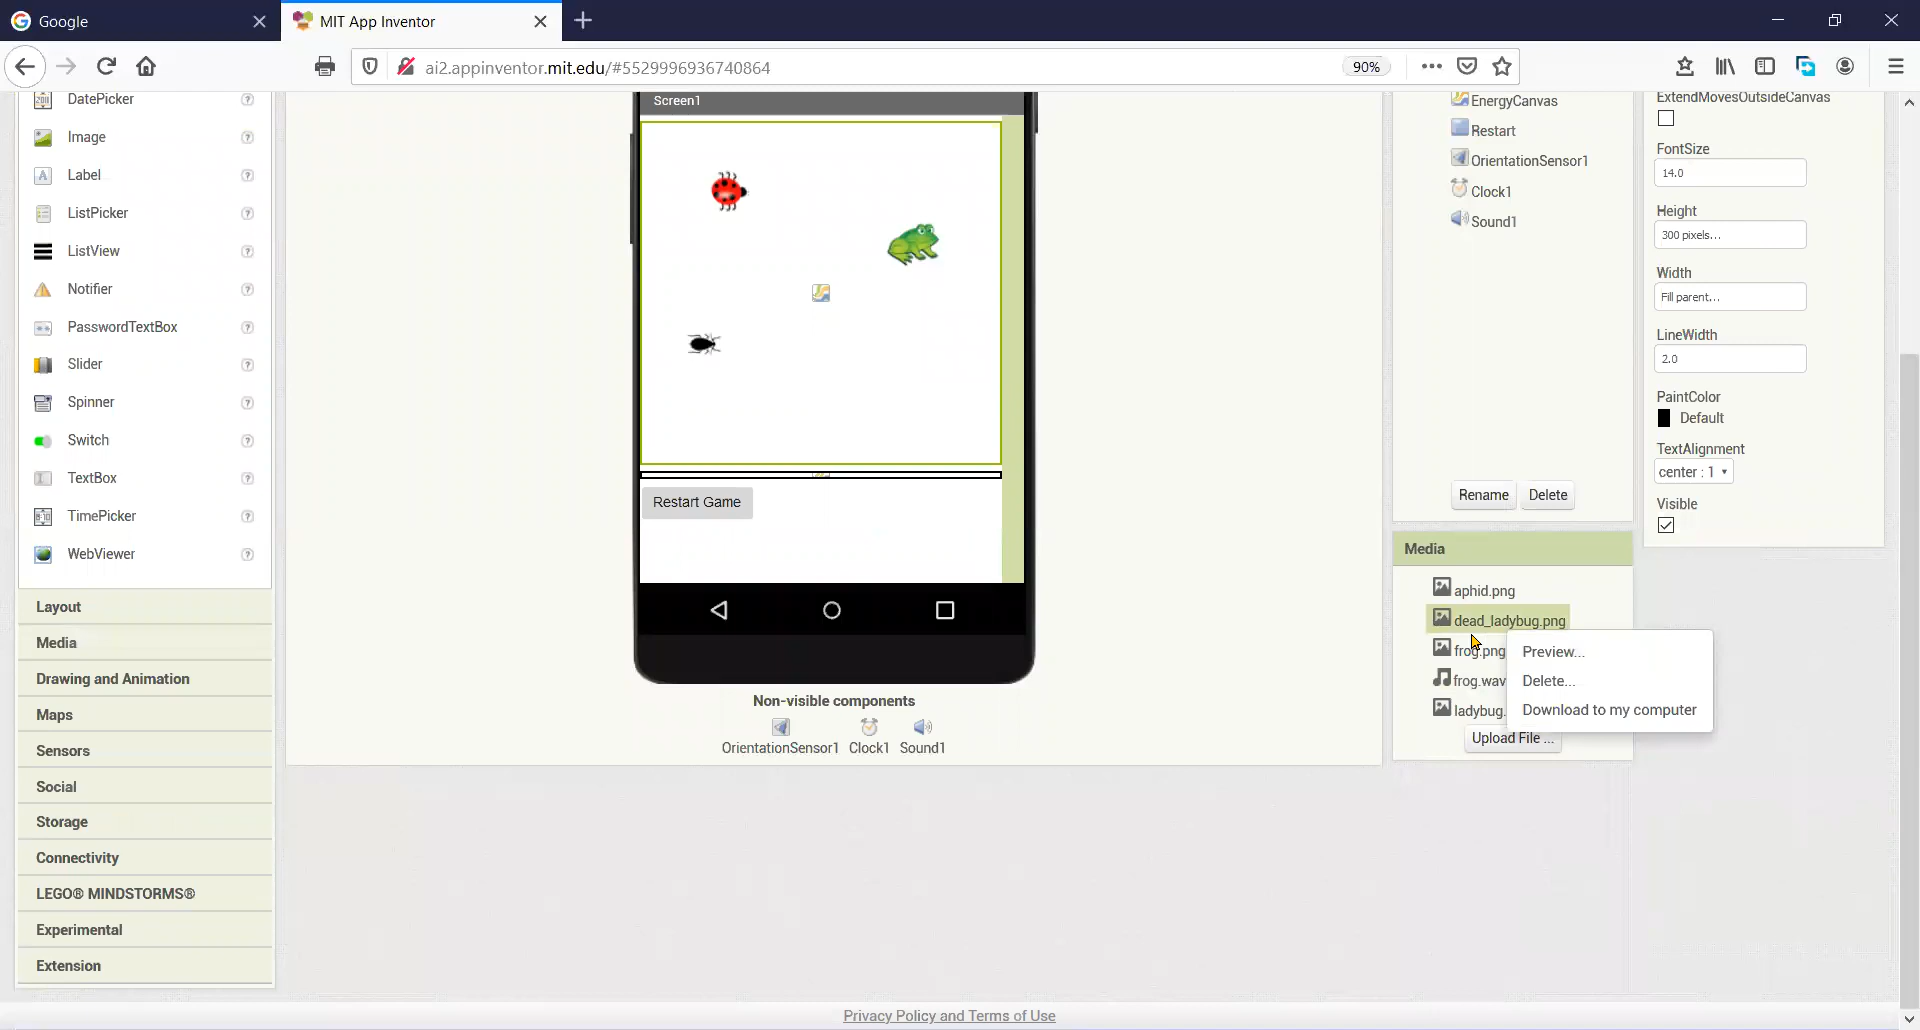 Google
MIT App Inventor
ai2.appinventor.mit.edu/#5529996936740864
90%
DatePicker
Image
Label
ListPicker
ListView
Notifier
PasswordTextBox
Slider
Spinner
Switch
TextBox
TimePicker
WebViewer
Layout
Media
Drawing and Animation
Maps
Sensors
Social
Storage
Connectivity
LEGO® MINDSTORMS®
Experimental
Extension
Screen1
Restart Game
Non-visible components
OrientationSensor1 Clock1 Sound1
EnergyCanvas
Restart
OrientationSensor1
Clock1
Sound1
Rename Delete
Media
aphid.png
dead_ladybug.png
frog.png
frog.wav
ladybug.
Upload File ...
Preview...
Delete...
Download to my computer
ExtendMovesOutsideCanvas
FontSize
14.0
Height
300 pixels...
Width
Fill parent...
LineWidth
2.0
PaintColor
Default
TextAlignment
center : 1
Visible
Privacy Policy and Terms of Use